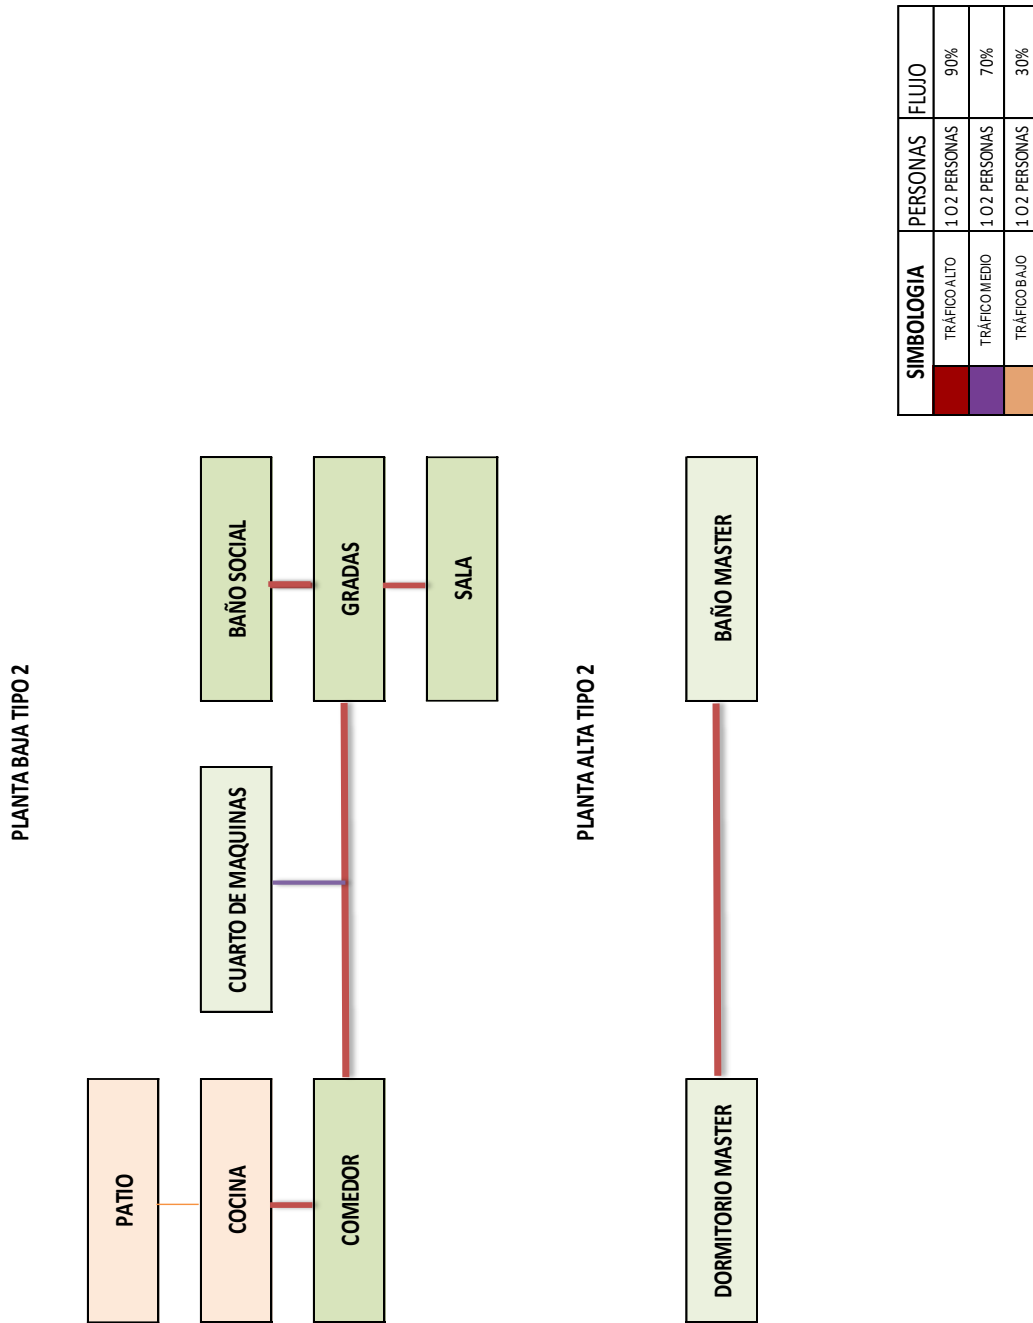 PLANTA BAJA TIPO 2
PATIO
COCINA
CUARTO DE MAQUINAS
BAÑO SOCIAL
COMEDOR
GRADAS
SALA
PLANTA ALTA TIPO 2
DORMITORIO MASTER
BAÑO MASTER
SIMBOLOGIA PERSONAS FLUJO
TRÁFICO ALTO 1 O 2 PERSONAS 90%
TRÁFICO MEDIO 1 O 2 PERSONAS 70%
TRÁFICO BAJO 1 O 2 PERSONAS 30%